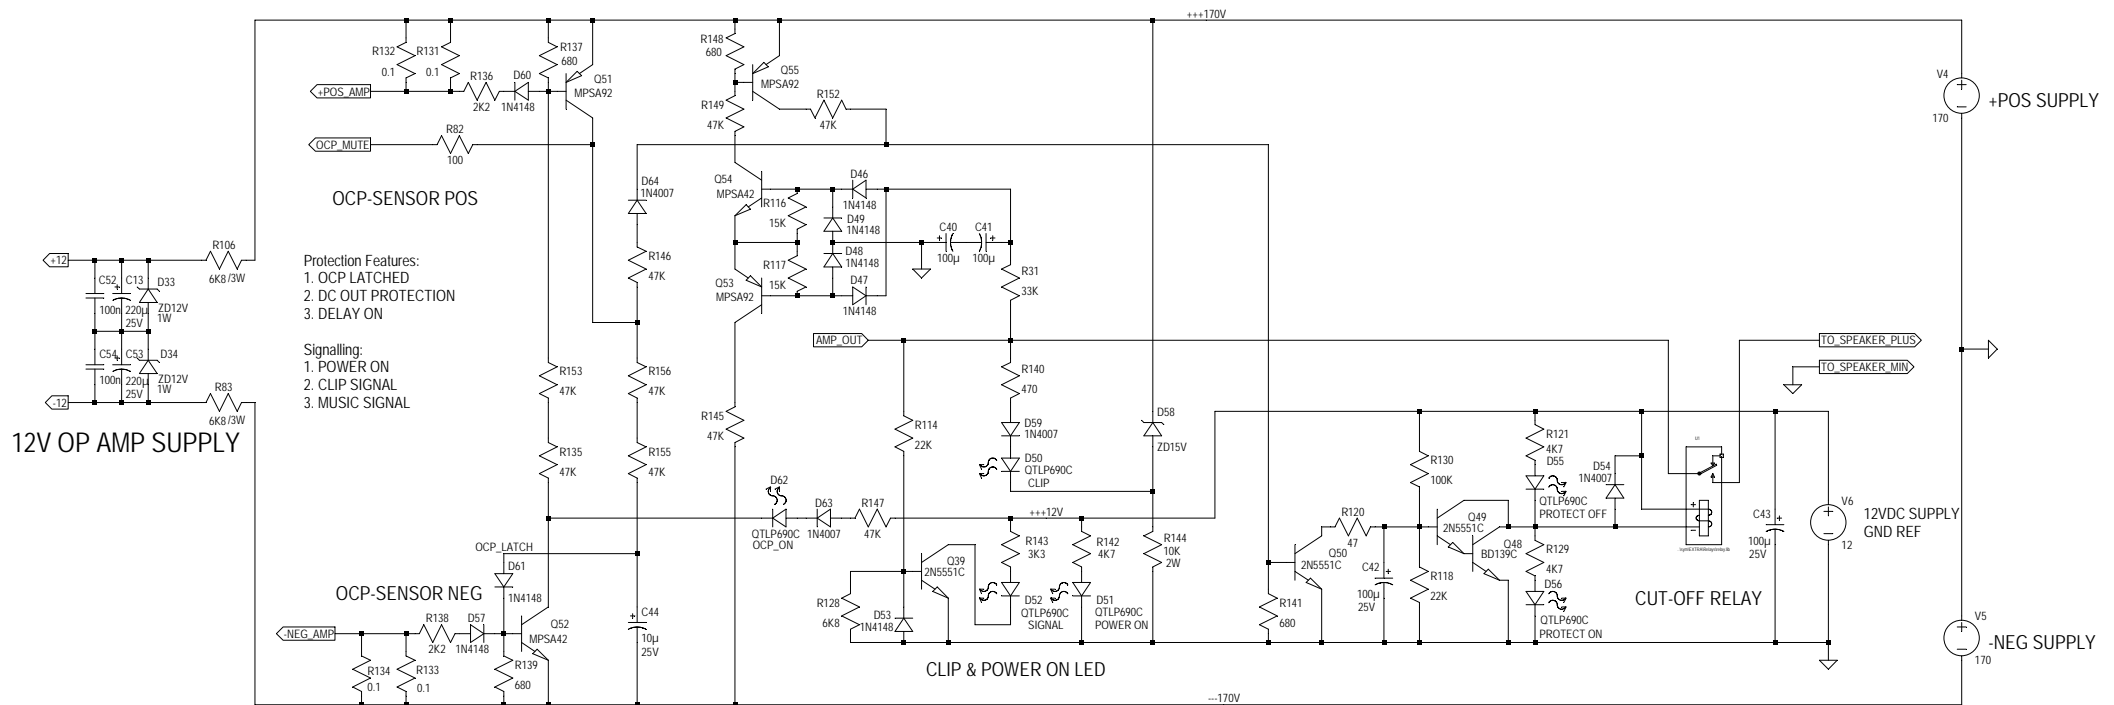 +++170V
R132
0.1
R131
0.1
R136
2K2
D60
1N4148
R137
680
Q51
MPSA92
+POS_AMP
OCP_MUTE
R82
100
OCP-SENSOR POS
R148
680
Q55
MPSA92
R149
47K
R152
47K
V4
170
+POS SUPPLY
D64
1N4007
Q54
MPSA42
R116
15K
D46
1N4148
D49
1N4148
C40
100µ
C41
100µ
D48
1N4148
R117
15K
D47
1N4148
Q53
MPSA92
R146
47K
R31
33K
+12
R106
6K8/3W
C52
100n
C13
220µ
25V
D33
ZD12V
1W
C54
100n
C53
220µ
25V
D34
ZD12V
1W
-12
R83
6K8/3W
12V OP AMP SUPPLY
Protection Features:
1. OCP LATCHED
2. DC OUT PROTECTION
3. DELAY ON
Signalling:
1. POWER ON
2. CLIP SIGNAL
3. MUSIC SIGNAL
AMP_OUT
TO_SPEAKER_PLUS
TO_SPEAKER_MIN
R153
47K
R156
47K
R135
47K
R155
47K
R145
47K
R114
22K
R140
470
D59
1N4007
D50
QTLP690C
CLIP
D58
ZD15V
D62
QTLP690C
OCP_ON
D63
1N4007
R147
47K
+++12V
OCP_LATCH
D61
1N4148
OCP-SENSOR NEG
-NEG_AMP
R138
2K2
D57
1N4148
Q52
MPSA42
R134
0.1
R133
0.1
R139
680
C44
10µ
25V
R128
6K8
D53
1N4148
Q39
2N5551C
R143
3K3
D52
QTLP690C
SIGNAL
R142
4K7
D51
QTLP690C
POWER ON
R144
10K
2W
CLIP & POWER ON LED
R141
680
Q50
2N5551C
R120
47
C42
100µ
25V
R130
100K
R118
22K
Q49
2N5551C
Q48
BD139C
R121
4K7
D55
QTLP690C
PROTECT OFF
R129
4K7
D56
QTLP690C
PROTECT ON
D54
1N4007
U1
+
–
CUT-OFF RELAY
C43
100µ
25V
V6
12
12VDC SUPPLY
GND REF
V5
170
-NEG SUPPLY
---170V